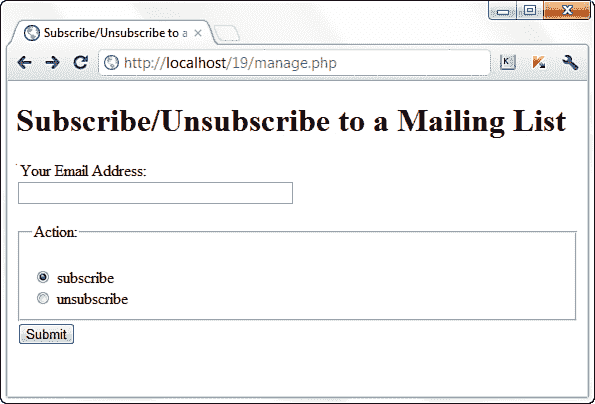 Subscribe/Unsubscribe to a
http://localhost/19/manage.php
K
Subscribe/Unsubscribe to a Mailing List
Your Email Address:
Action:
subscribe
unsubscribe
Submit